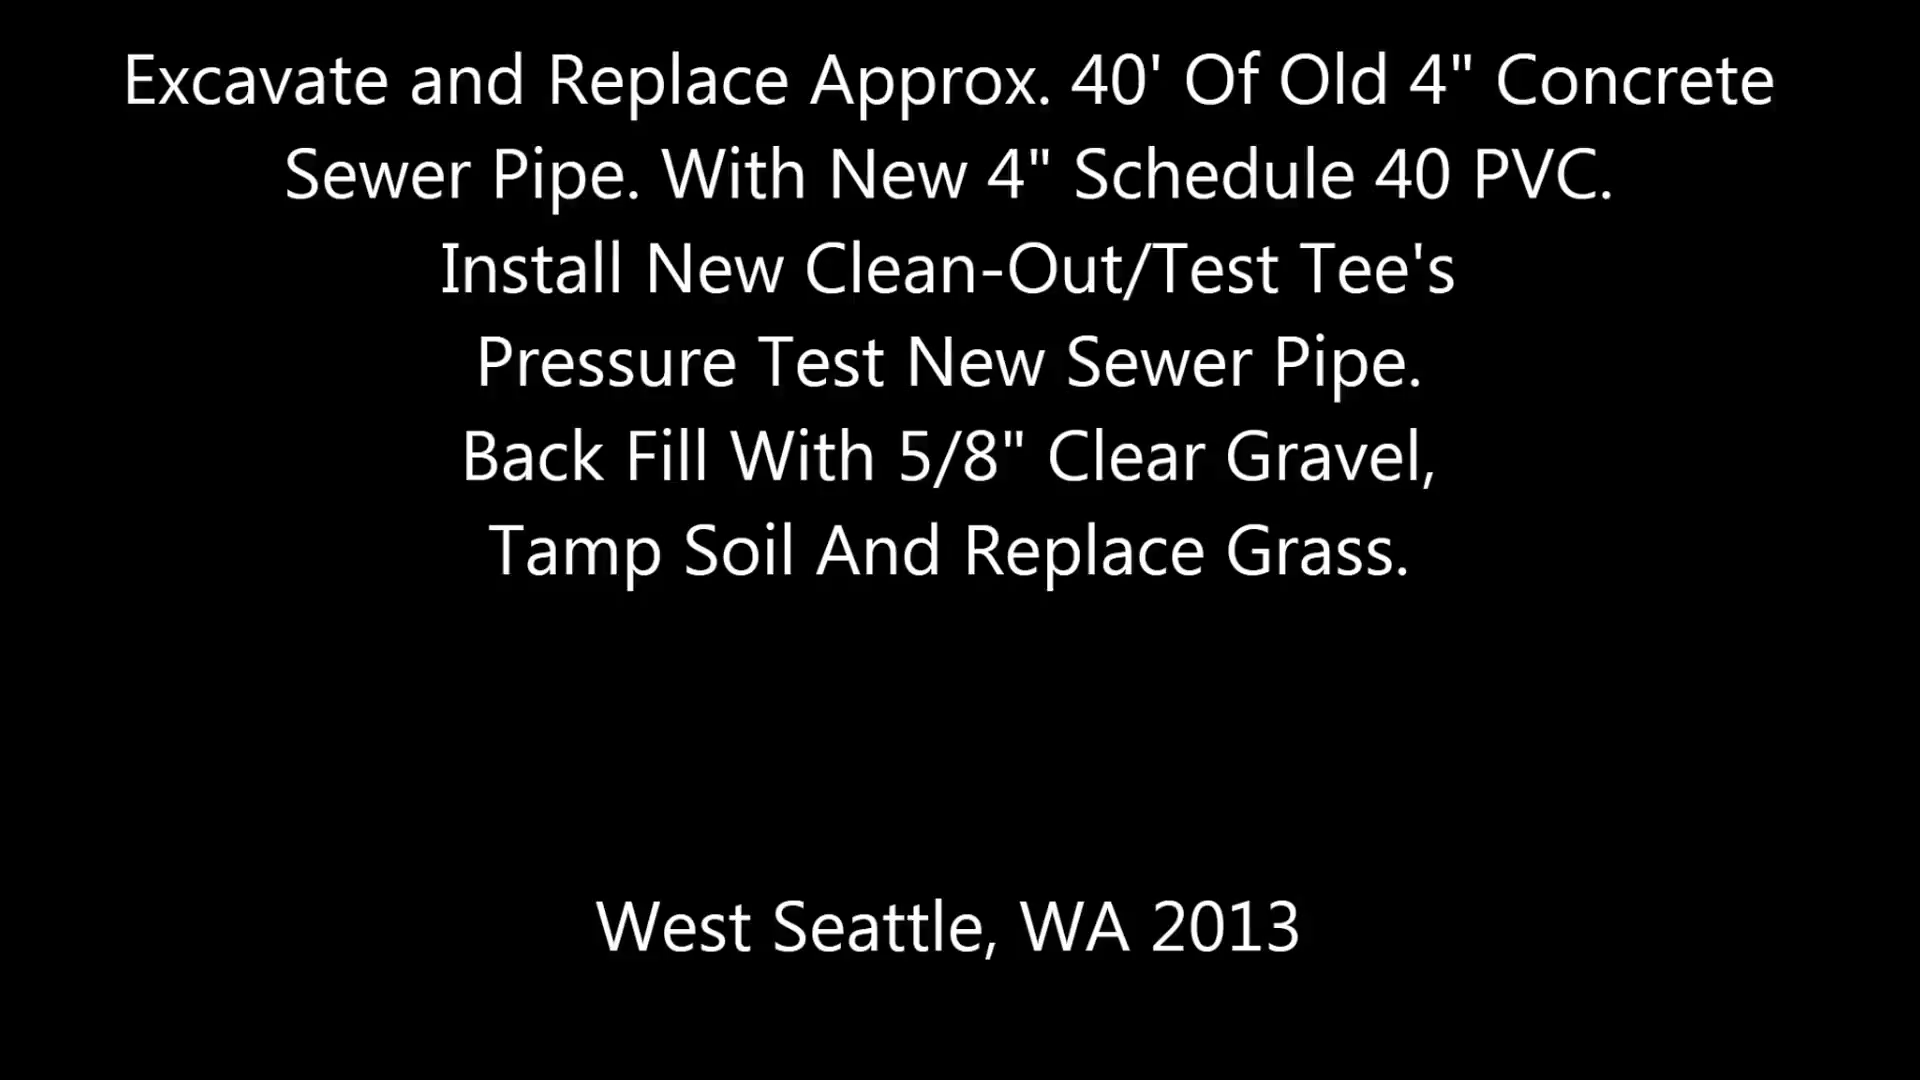 Excavate and Replace Approx. 40' Of Old 4" Concrete
Sewer Pipe. With New 4" Schedule 40 PVC.
Install New Clean-Out/Test Tee's
Pressure Test New Sewer Pipe.
Back Fill With 5/8" Clear Gravel,
Tamp Soil And Replace Grass.
West Seattle, WA 2013